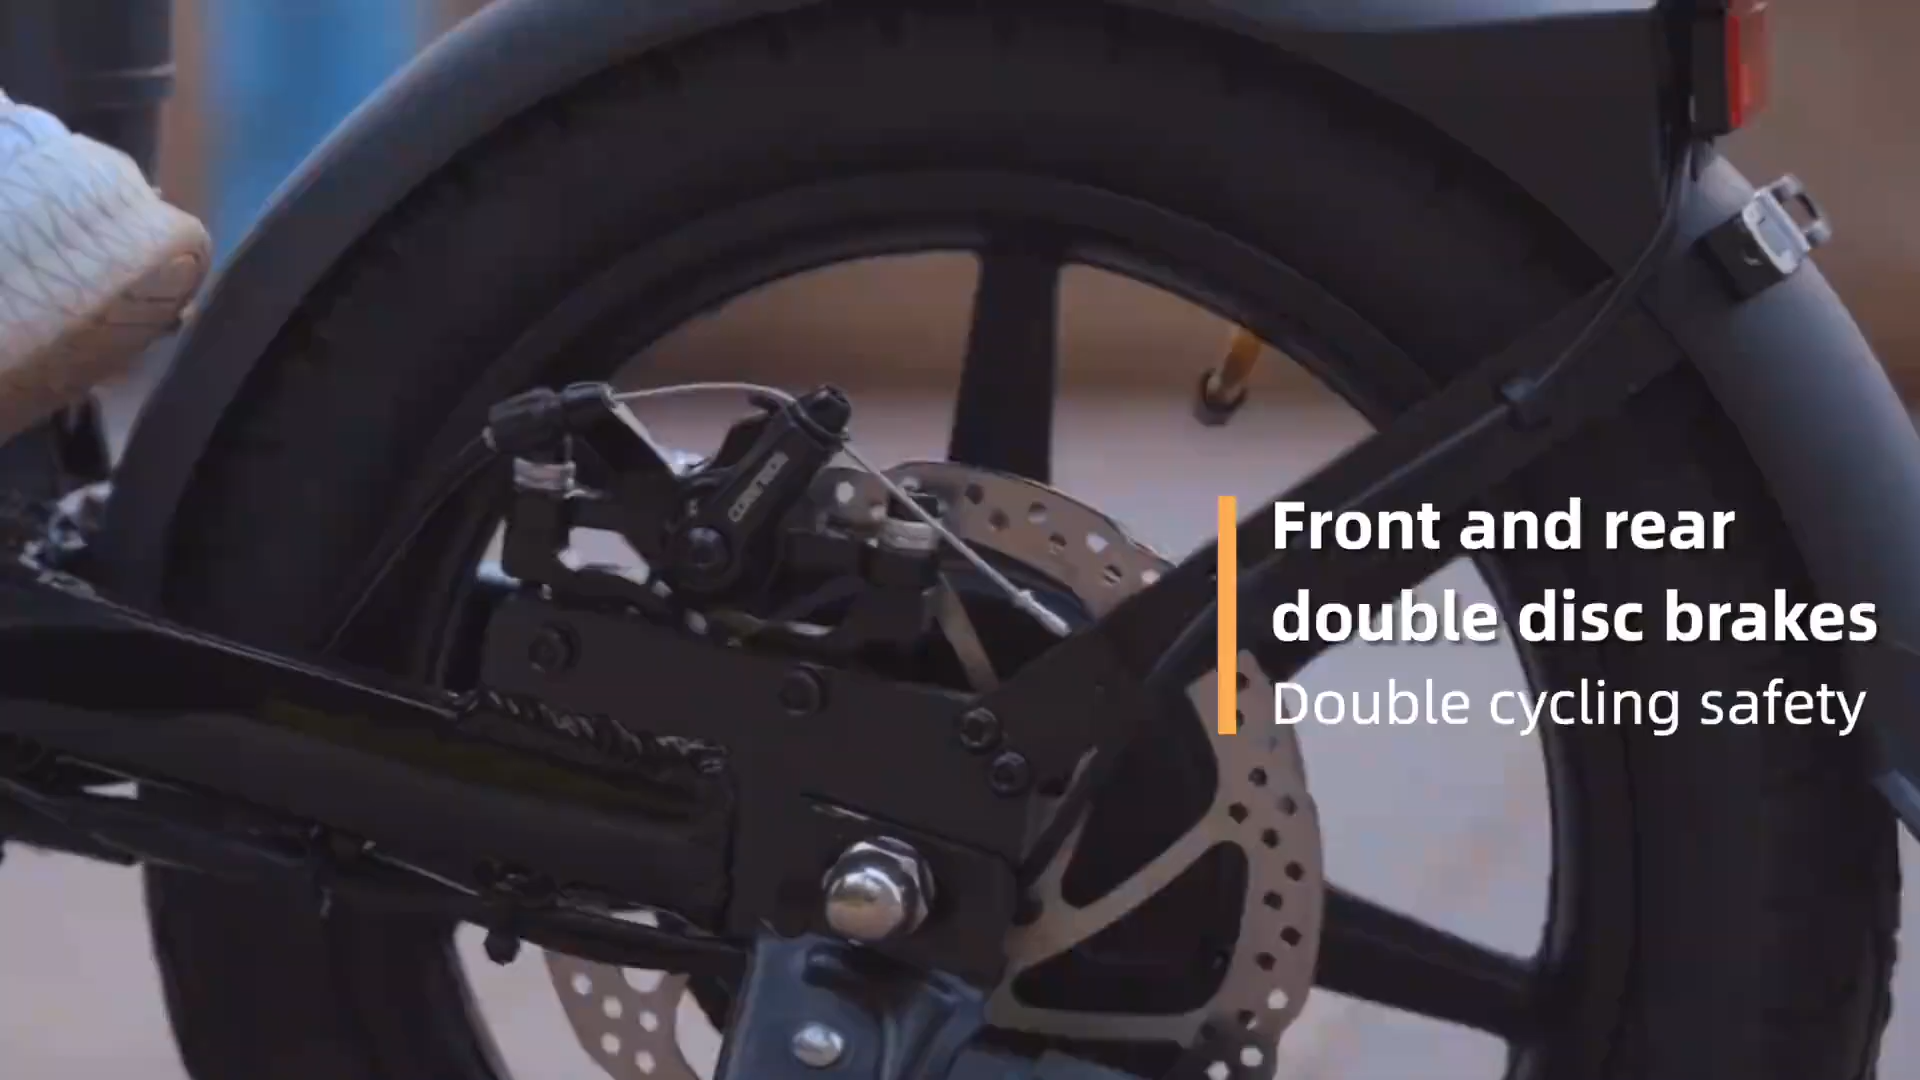 Front and rear
double disc brakes
Double cycling safety